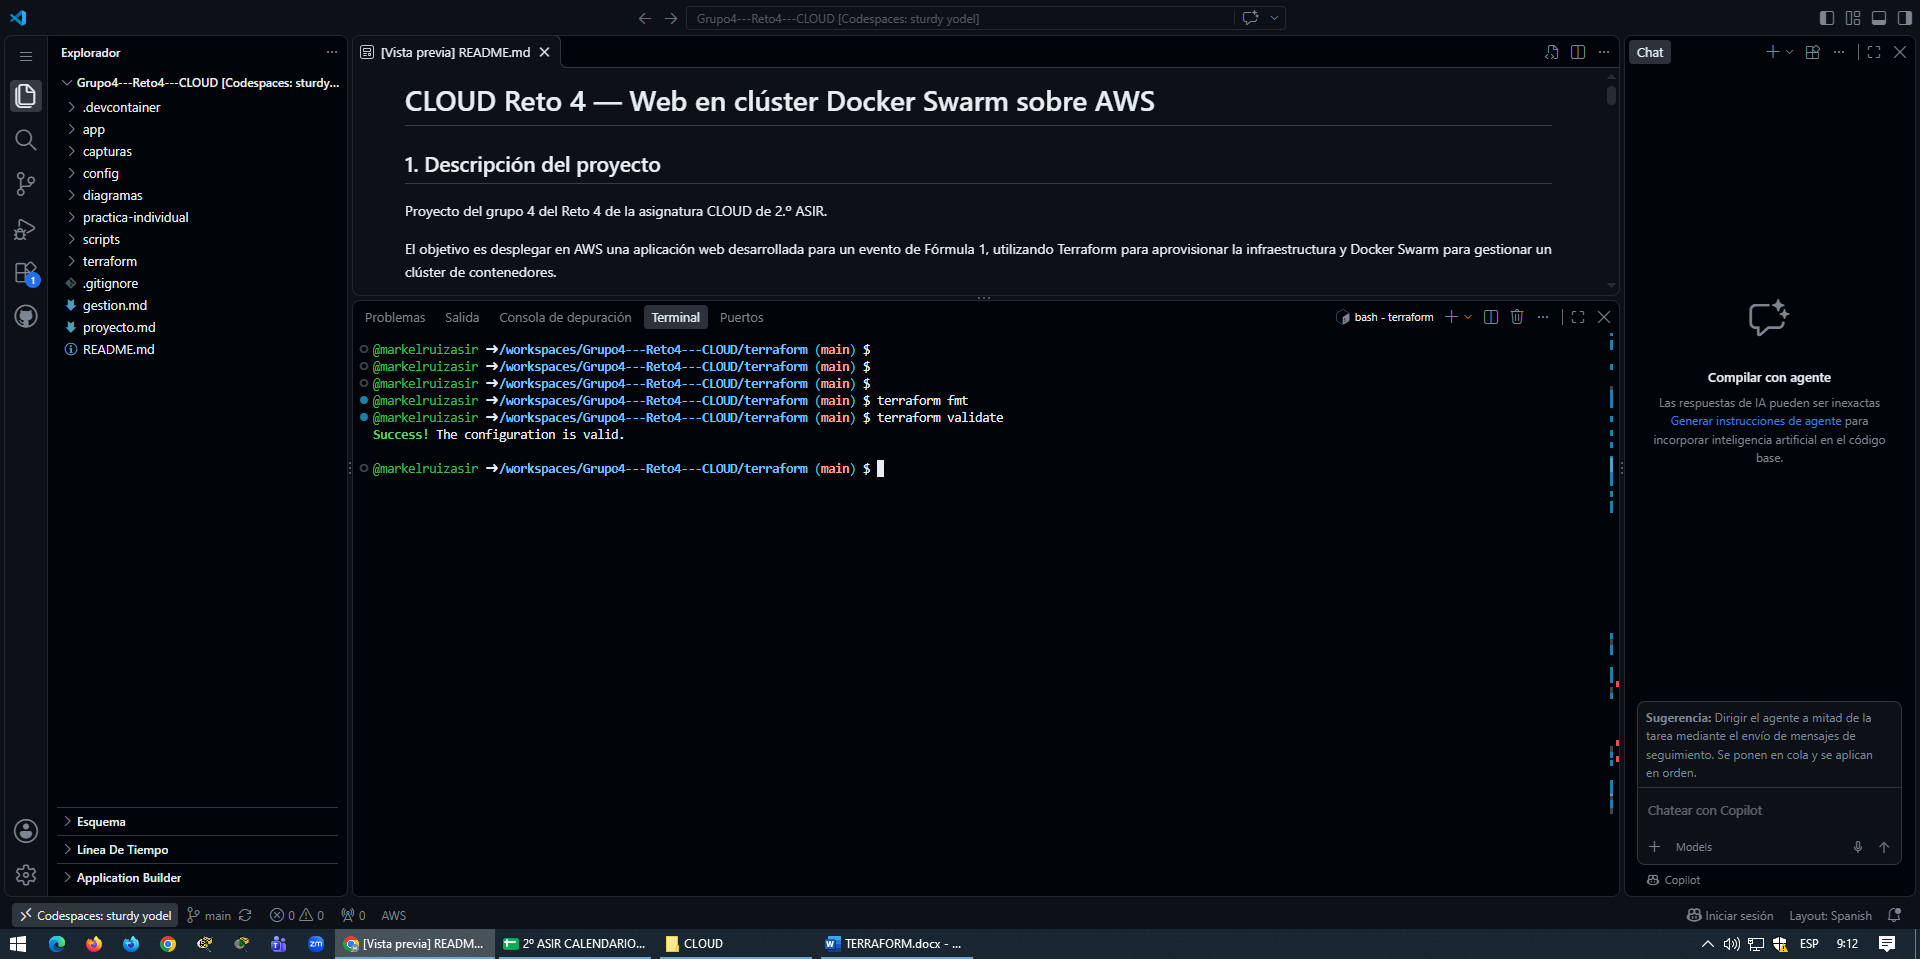 Grupo4---Reto4---CLOUD [Codespaces: sturdy yodel]
Explorador
Grupo4---Reto4---CLOUD [Codespaces: sturdy...
.devcontainer
app
capturas
config
diagramas
practica-individual
scripts
terraform
.gitignore
gestion.md
proyecto.md
README.md
1
Esquema
Línea De Tiempo
Application Builder
[Vista previa] README.md
CLOUD Reto 4 — Web en clúster Docker Swarm sobre AWS
1. Descripción del proyecto
Proyecto del grupo 4 del Reto 4 de la asignatura CLOUD de 2.º ASIR.
El objetivo es desplegar en AWS una aplicación web desarrollada para un evento de Fórmula 1, utilizando Terraform para aprovisionar la infraestructura y Docker Swarm para gestionar un
clúster de contenedores.
Problemas Salida Consola de depuración Terminal Puertos
bash - terraform
@markelruizasir ➜/workspaces/Grupo4---Reto4---CLOUD/terraform (main) $
@markelruizasir ➜/workspaces/Grupo4---Reto4---CLOUD/terraform (main) $
@markelruizasir ➜/workspaces/Grupo4---Reto4---CLOUD/terraform (main) $
@markelruizasir ➜/workspaces/Grupo4---Reto4---CLOUD/terraform (main) $ terraform fmt
@markelruizasir ➜/workspaces/Grupo4---Reto4---CLOUD/terraform (main) $ terraform validate
Success! The configuration is valid.
@markelruizasir ➜/workspaces/Grupo4---Reto4---CLOUD/terraform (main) $
Chat
Compilar con agente
Las respuestas de IA pueden ser inexactas
Generar instrucciones de agente para
incorporar inteligencia artificial en el código
base.
Sugerencia: Dirigir el agente a mitad de la
tarea mediante el envío de mensajes de
seguimiento. Se ponen en cola y se aplican
en orden.
Chatear con Copilot
Models
Copilot
Codespaces: sturdy yodel main 0 0 0 AWS
Iniciar sesión Layout: Spanish
[Vista previa] READM... 2º ASIR CALENDARIO... CLOUD TERRAFORM.docx - ...
ESP 9:12